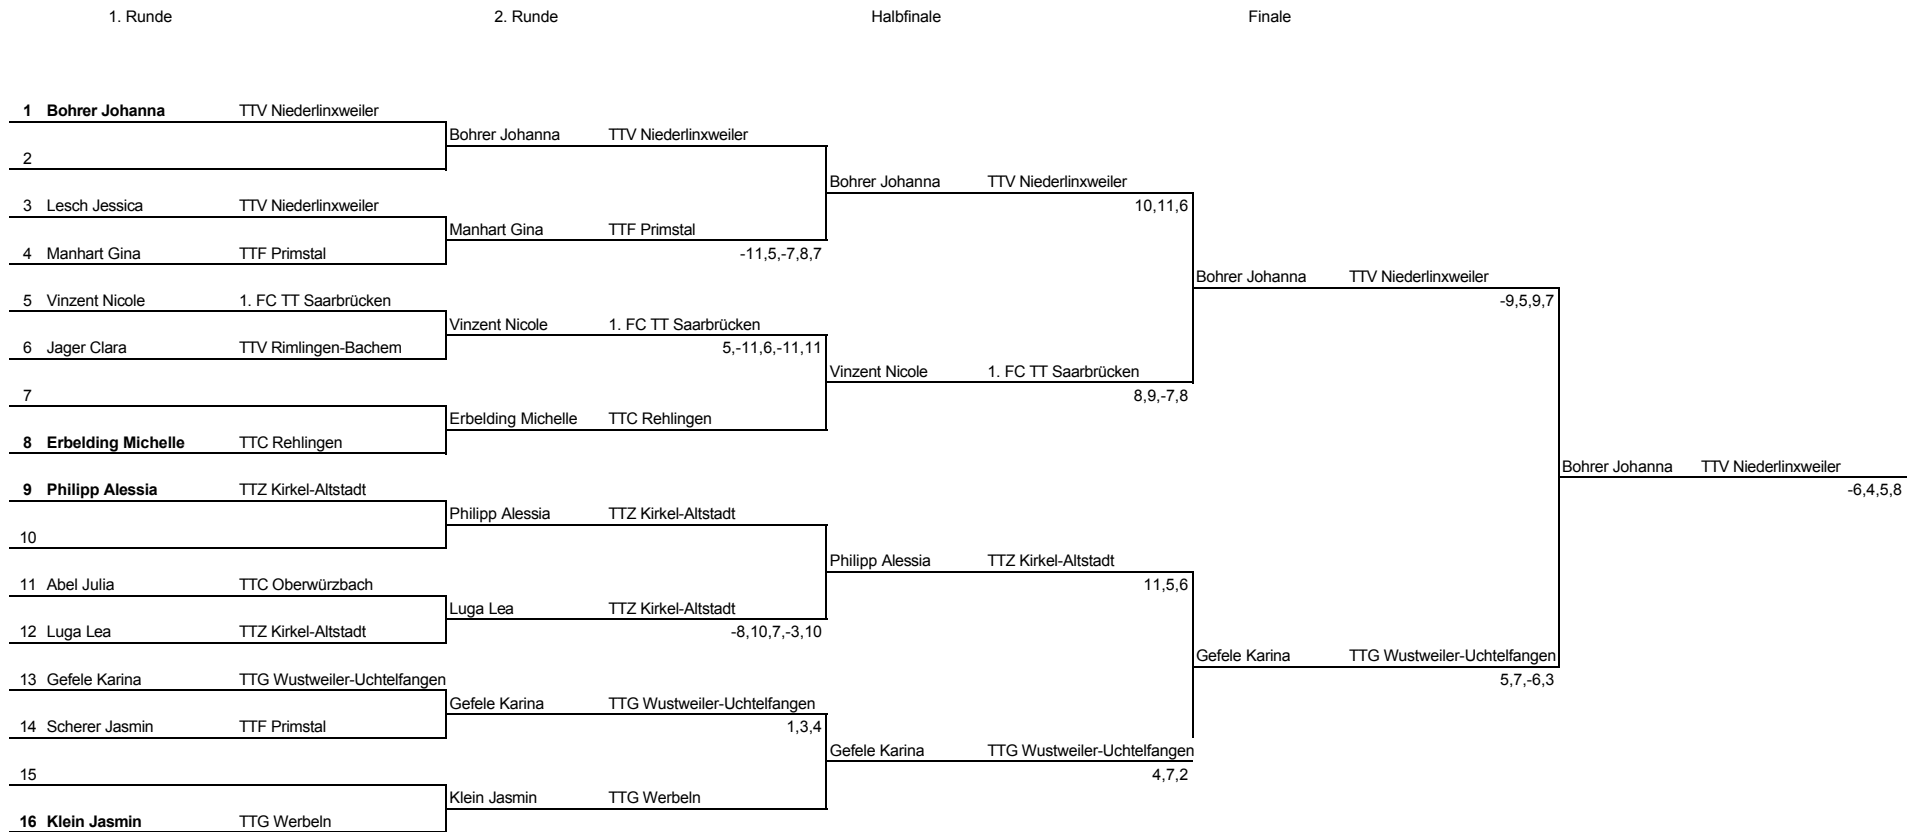 1. Runde 2. Runde Halbfinale Finale
1 Bohrer Johanna TTV Niederlinxweiler
Bohrer Johanna TTV Niederlinxweiler
2
Bohrer Johanna TTV Niederlinxweiler
3 Lesch Jessica TTV Niederlinxweiler 10,11,6
Manhart Gina TTF Primstal
4 Manhart Gina TTF Primstal -11,5,-7,8,7
Bohrer Johanna TTV Niederlinxweiler
5 Vinzent Nicole 1. FC TT Saarbrücken -9,5,9,7
Vinzent Nicole 1. FC TT Saarbrücken
6 Jager Clara TTV Rimlingen-Bachem 5,-11,6,-11,11
Vinzent Nicole 1. FC TT Saarbrücken
7 8,9,-7,8
Erbelding Michelle TTC Rehlingen
8 Erbelding Michelle TTC Rehlingen
Bohrer Johanna TTV Niederlinxweiler
9 Philipp Alessia TTZ Kirkel-Altstadt -6,4,5,8
Philipp Alessia TTZ Kirkel-Altstadt
10
Philipp Alessia TTZ Kirkel-Altstadt
11 Abel Julia TTC Oberwürzbach 11,5,6
Luga Lea TTZ Kirkel-Altstadt
12 Luga Lea TTZ Kirkel-Altstadt -8,10,7,-3,10
Gefele Karina TTG Wustweiler-Uchtelfangen
13 Gefele Karina TTG Wustweiler-Uchtelfangen 5,7,-6,3
Gefele Karina TTG Wustweiler-Uchtelfangen
14 Scherer Jasmin TTF Primstal 1,3,4
Gefele Karina TTG Wustweiler-Uchtelfangen
15 4,7,2
Klein Jasmin TTG Werbeln
16 Klein Jasmin TTG Werbeln